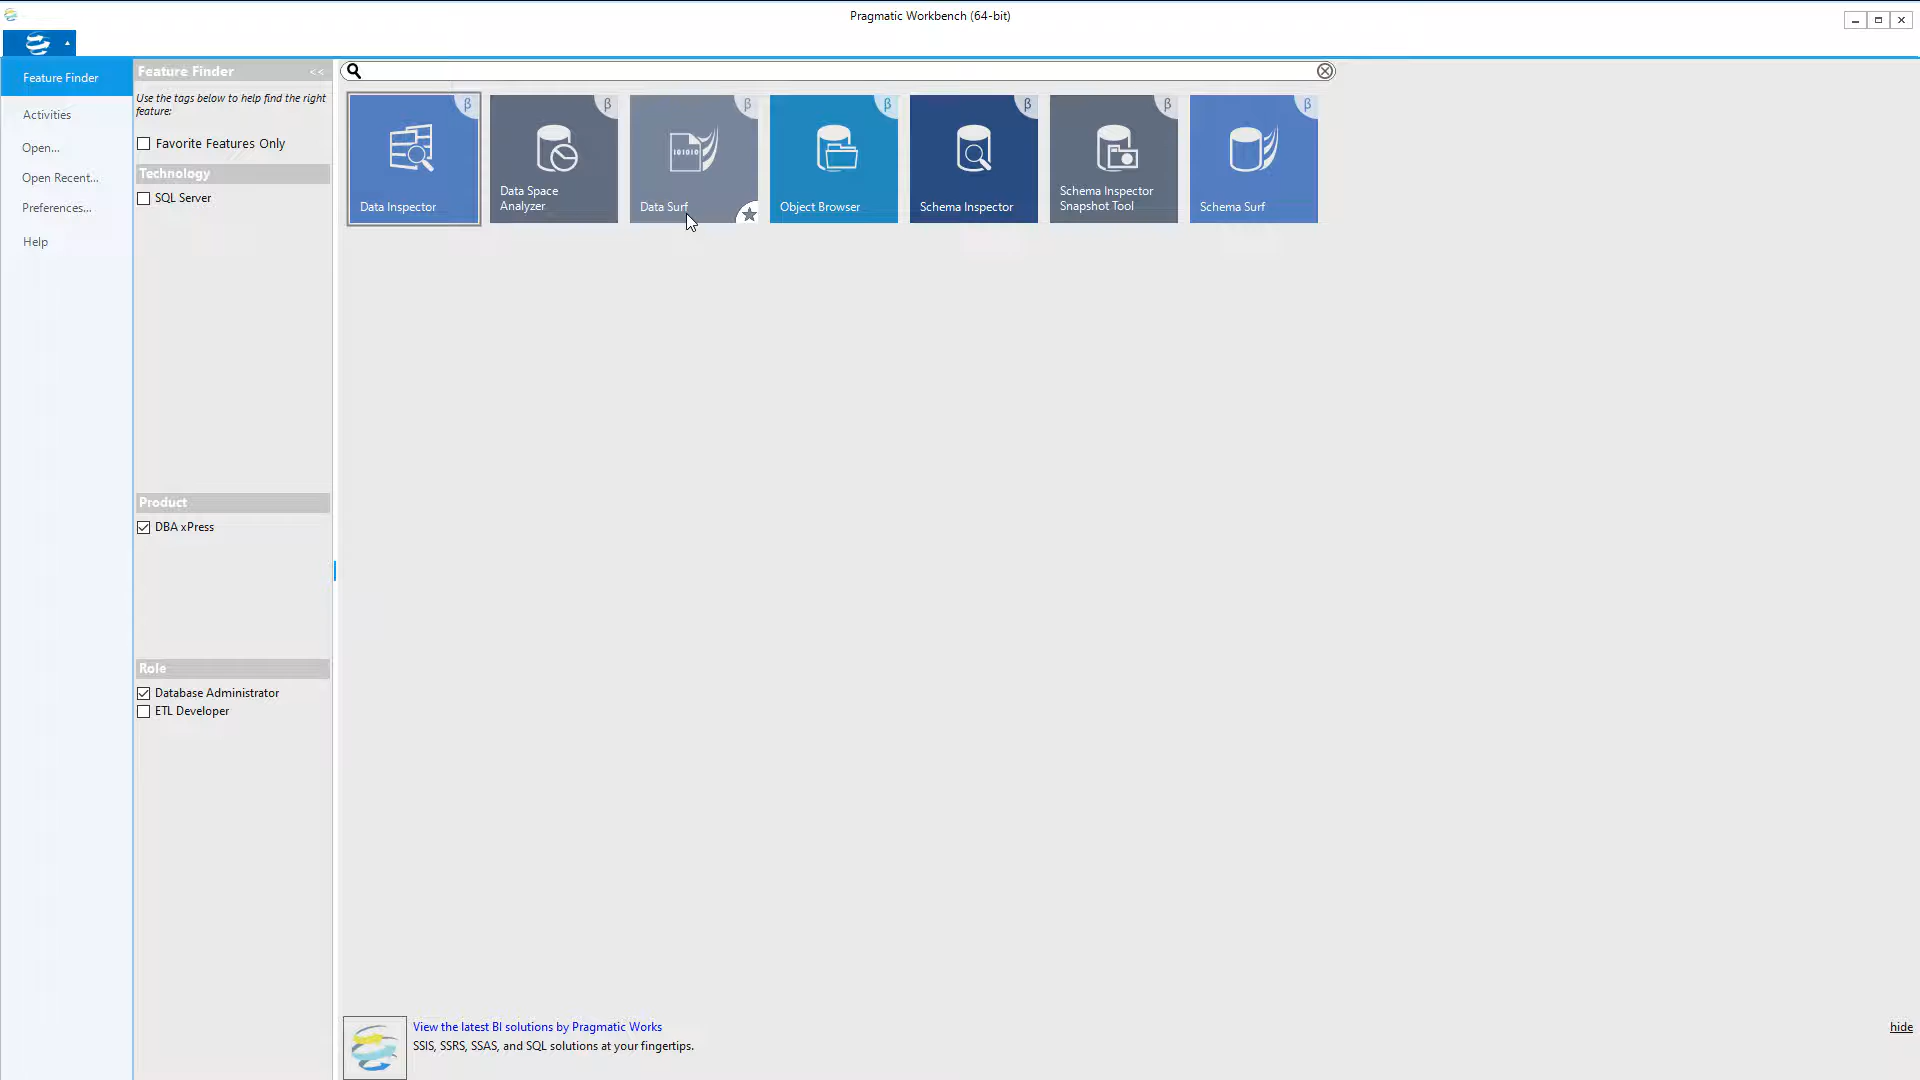 Pragmatic Workbench (64-bit)
Feature Finder
Activities
Open...
Open Recent...
Preferences...
Help
Feature Finder <<
Use the tags below to help find the right
feature:
Favorite Features Only
Technology
SQL Server
Product
DBA xPress
Role
Database Administrator
ETL Developer
β
Data Inspector
β
Data Space
Analyzer
β
101010
Data Surf
β
Object Browser
β
Schema Inspector
β
Schema Inspector
Snapshot Tool
β
Schema Surf
View the latest BI solutions by Pragmatic Works
SSIS, SSRS, SSAS, and SQL solutions at your fingertips.
hide